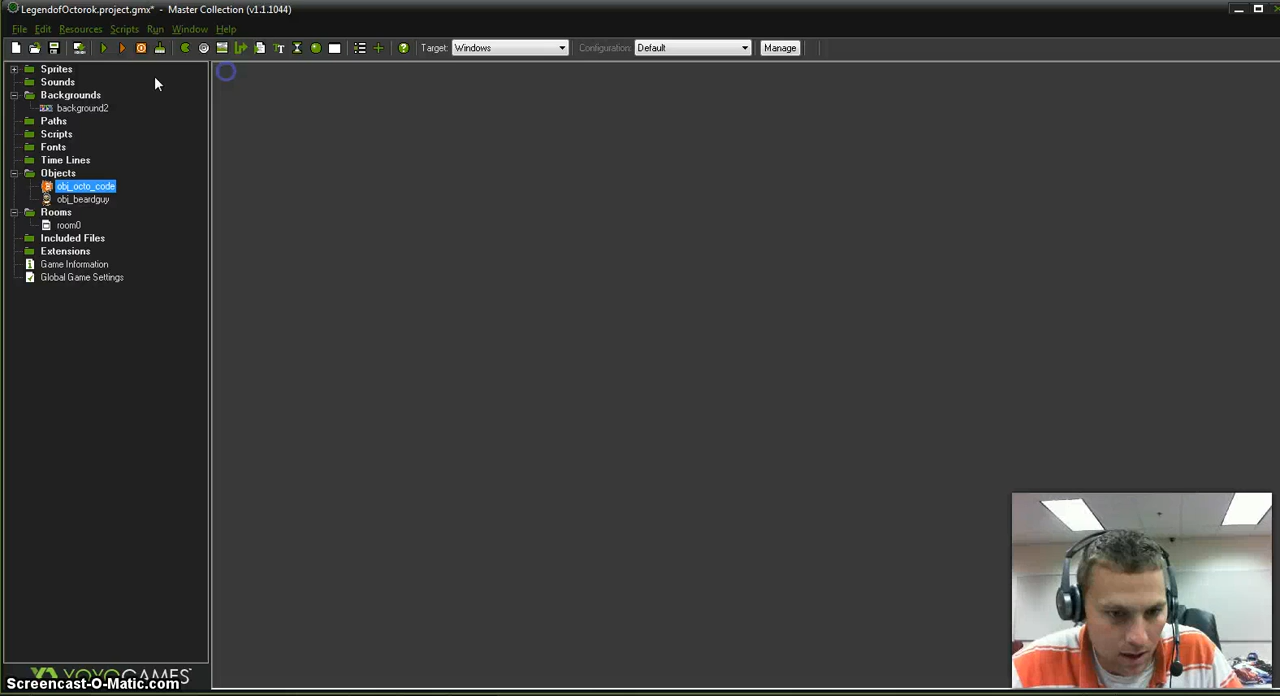 LegendofOctorok.project.gmx* - Master Collection (v1.1.1044)
File Edit Resources Scripts Run Window Help
Target: Windows Configuration: Default Manage
Sprites
Sounds
Backgrounds
background2
Paths
Scripts
Fonts
Time Lines
Objects
obj_octo_code
obj_beardguy
Rooms
room0
Included Files
Extensions
Game Information
Global Game Settings
YOYOGAMES
Screencast-O-Matic.com